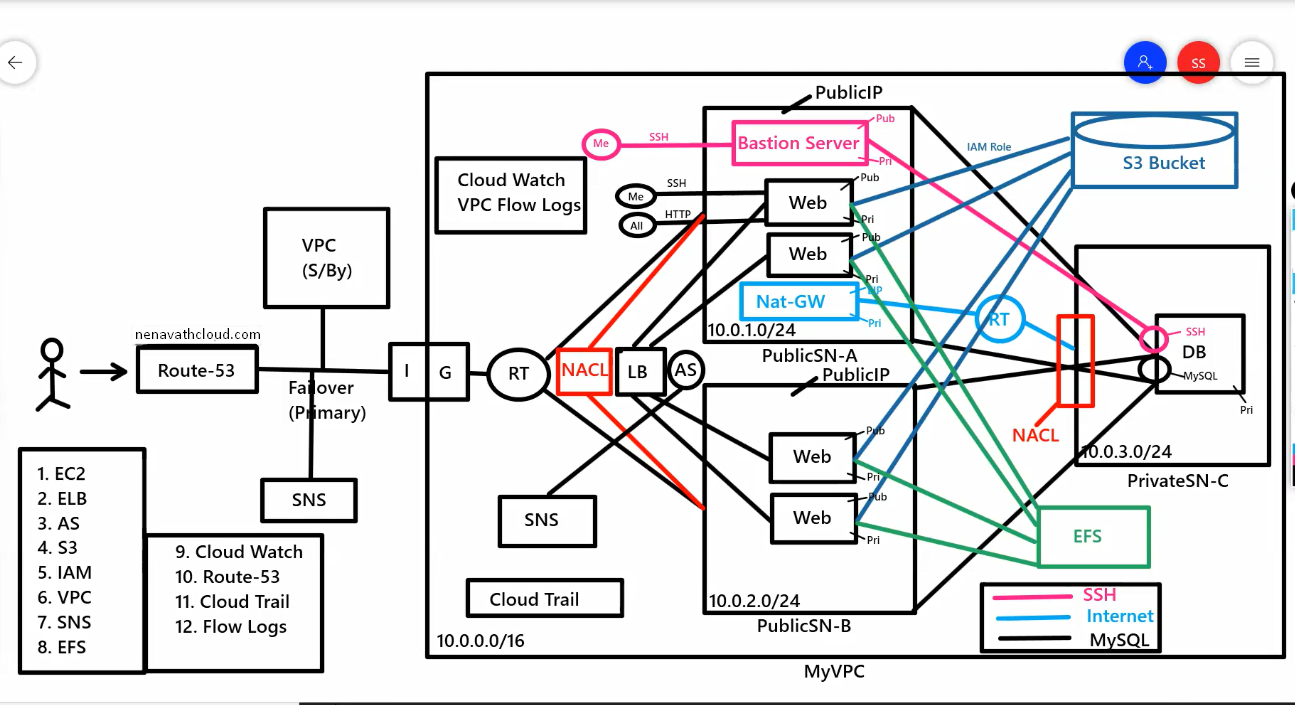 SS
PublicIP
Pub
Bastion Server
Me
SSH
Pri
IAM Role
S3 Bucket
Cloud Watch
VPC Flow Logs
Me
SSH
Pub
Web
All
HTTP
Pri
VPC
(S/By)
Pub
Web
Pri
Nat-GW
EIP
Pri
RT
10.0.1.0/24
PublicSN-A
nenavathcloud.com
Route-53
Failover
(Primary)
I G
RT
NACL
LB
AS
PublicIP
SSH
DB
MySQL
Pri
NACL
10.0.3.0/24
PrivateSN-C
Pub
Web
Pri
Pub
Web
Pri
10.0.2.0/24
PublicSN-B
EFS
SNS
SNS
Cloud Trail
1. EC2
2. ELB
3. AS
4. S3
5. IAM
6. VPC
7. SNS
8. EFS
9. Cloud Watch
10. Route-53
11. Cloud Trail
12. Flow Logs
SSH
Internet
MySQL
10.0.0.0/16
MyVPC